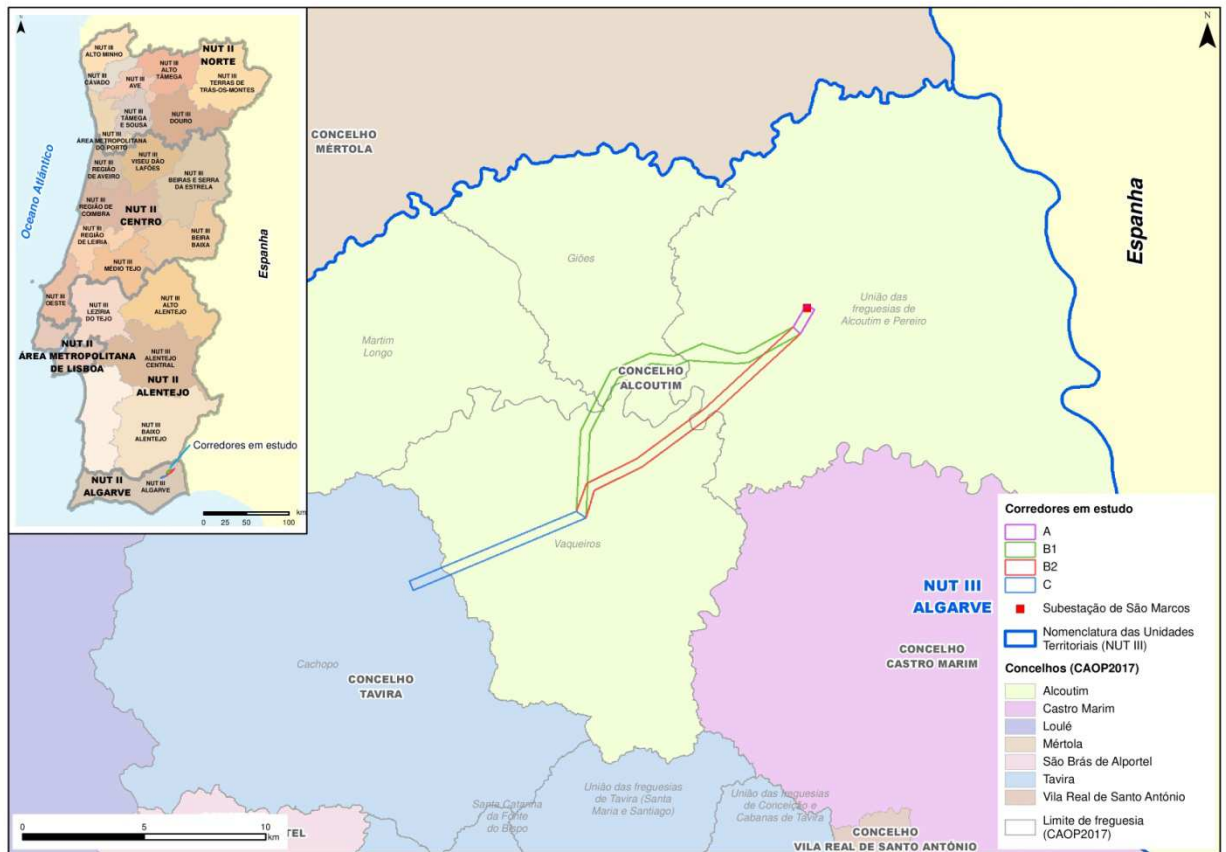 N
NUT III
ALTO MINHO
NUT II
NORTE
NUT III
ALTO
TÂMEGA
NUT III
CÁVADO
NUT III
AVE
NUT III
TERRAS DE
TRÁS-OS-MONTES
NUT III
TÂMEGA
E SOUSA
NUT III
DOURO
NUT III
ÁREA METROPOLITANA
DO PORTO
NUT III
VISEU DÃO
LAFÕES
NUT III
REGIÃO
DE AVEIRO
NUT III
BEIRAS E SERRA
DA ESTRELA
NUT III
REGIÃO DE
COIMBRA
NUT II
CENTRO
NUT III
REGIÃO
DE LEIRIA
NUT III
BEIRA
BAIXA
NUT III
MÉDIO TEJO
NUT III
OESTE
NUT III
LEZÍRIA
DO TEJO
NUT III
ALTO
ALENTEJO
NUT II
ÁREA METROPOLITANA
DE LISBOA
NUT III
ALENTEJO
CENTRAL
NUT II
ALENTEJO
NUT III
BAIXO
ALENTEJO
Corredores em estudo
NUT II
ALGARVE
NUT III
ALGARVE
Oceano Atlântico
Espanha
km
0 25 50 100
N
CONCELHO
MÉRTOLA
Espanha
Giões
União das
freguesias de
Alcoutim e Pereiro
Martim
Longo
CONCELHO
ALCOUTIM
Vaqueiros
NUT III
ALGARVE
CONCELHO
CASTRO MARIM
Cachopo
CONCELHO
TAVIRA
União das freguesias
de Tavira (Santa
Maria e Santiago)
União das freguesias
de Conceição e
Cabanas de Tavira
Santa Catarina
da Fonte
do Bispo
TEL
CONCELHO
VILA REAL DE SANTO ANTÓNIO
0 5 10
km
Corredores em estudo
A
B1
B2
C
Subestação de São Marcos
Nomenclatura das Unidades
Territoriais (NUT III)
Concelhos (CAOP2017)
Alcoutim
Castro Marim
Loulé
Mértola
São Brás de Alportel
Tavira
Vila Real de Santo António
Limite de freguesia
(CAOP2017)